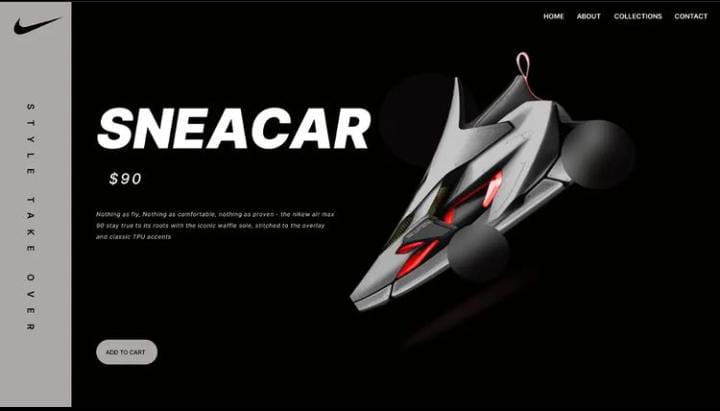 HOME ABOUT COLLECTIONS CONTACT
STYLE TAKE OVER
SNEACAR
$90
Nothing as fly, Nothing as comfortable, nothing as proven - the nikew air max
90 stay true to its roots with the iconic waffle sole, stitched to the overlay
and classic TPU accents
ADD TO CART